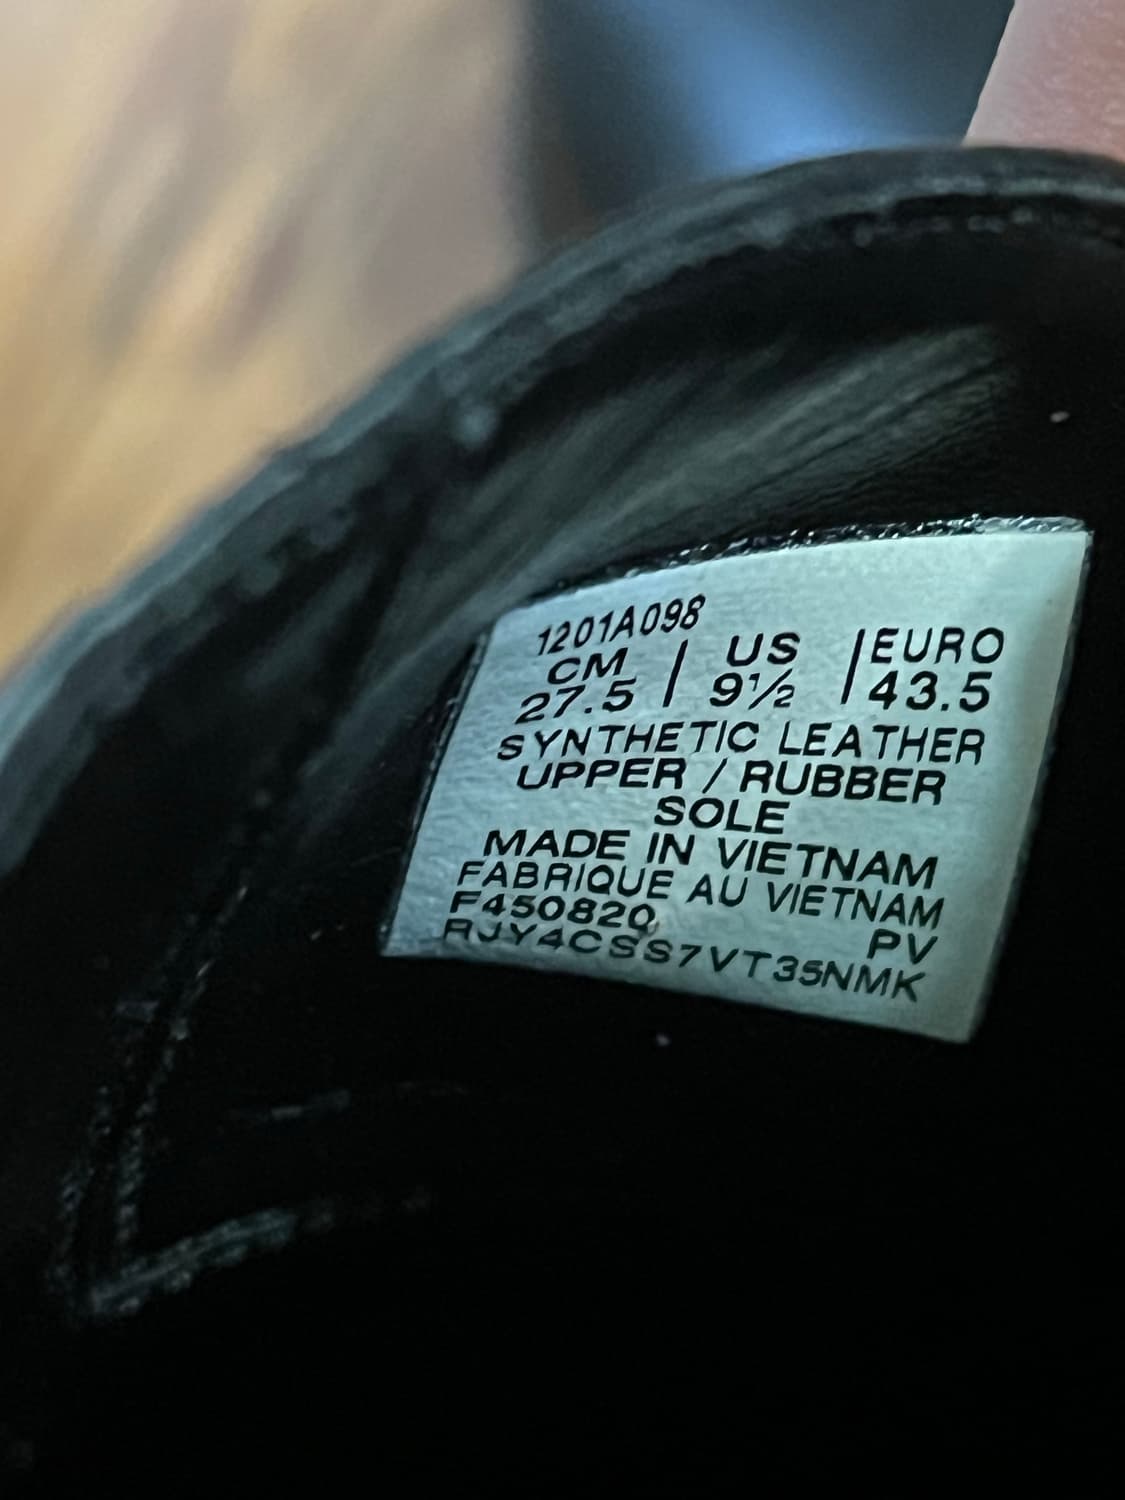 1201A098
CM | US | EURO
27.5 | 9½ | 43.5
SYNTHETIC LEATHER
UPPER / RUBBER
SOLE
MADE IN VIETNAM
FABRIQUE AU VIETNAM
F450820 PV
RJY4CSS7VT35NMK